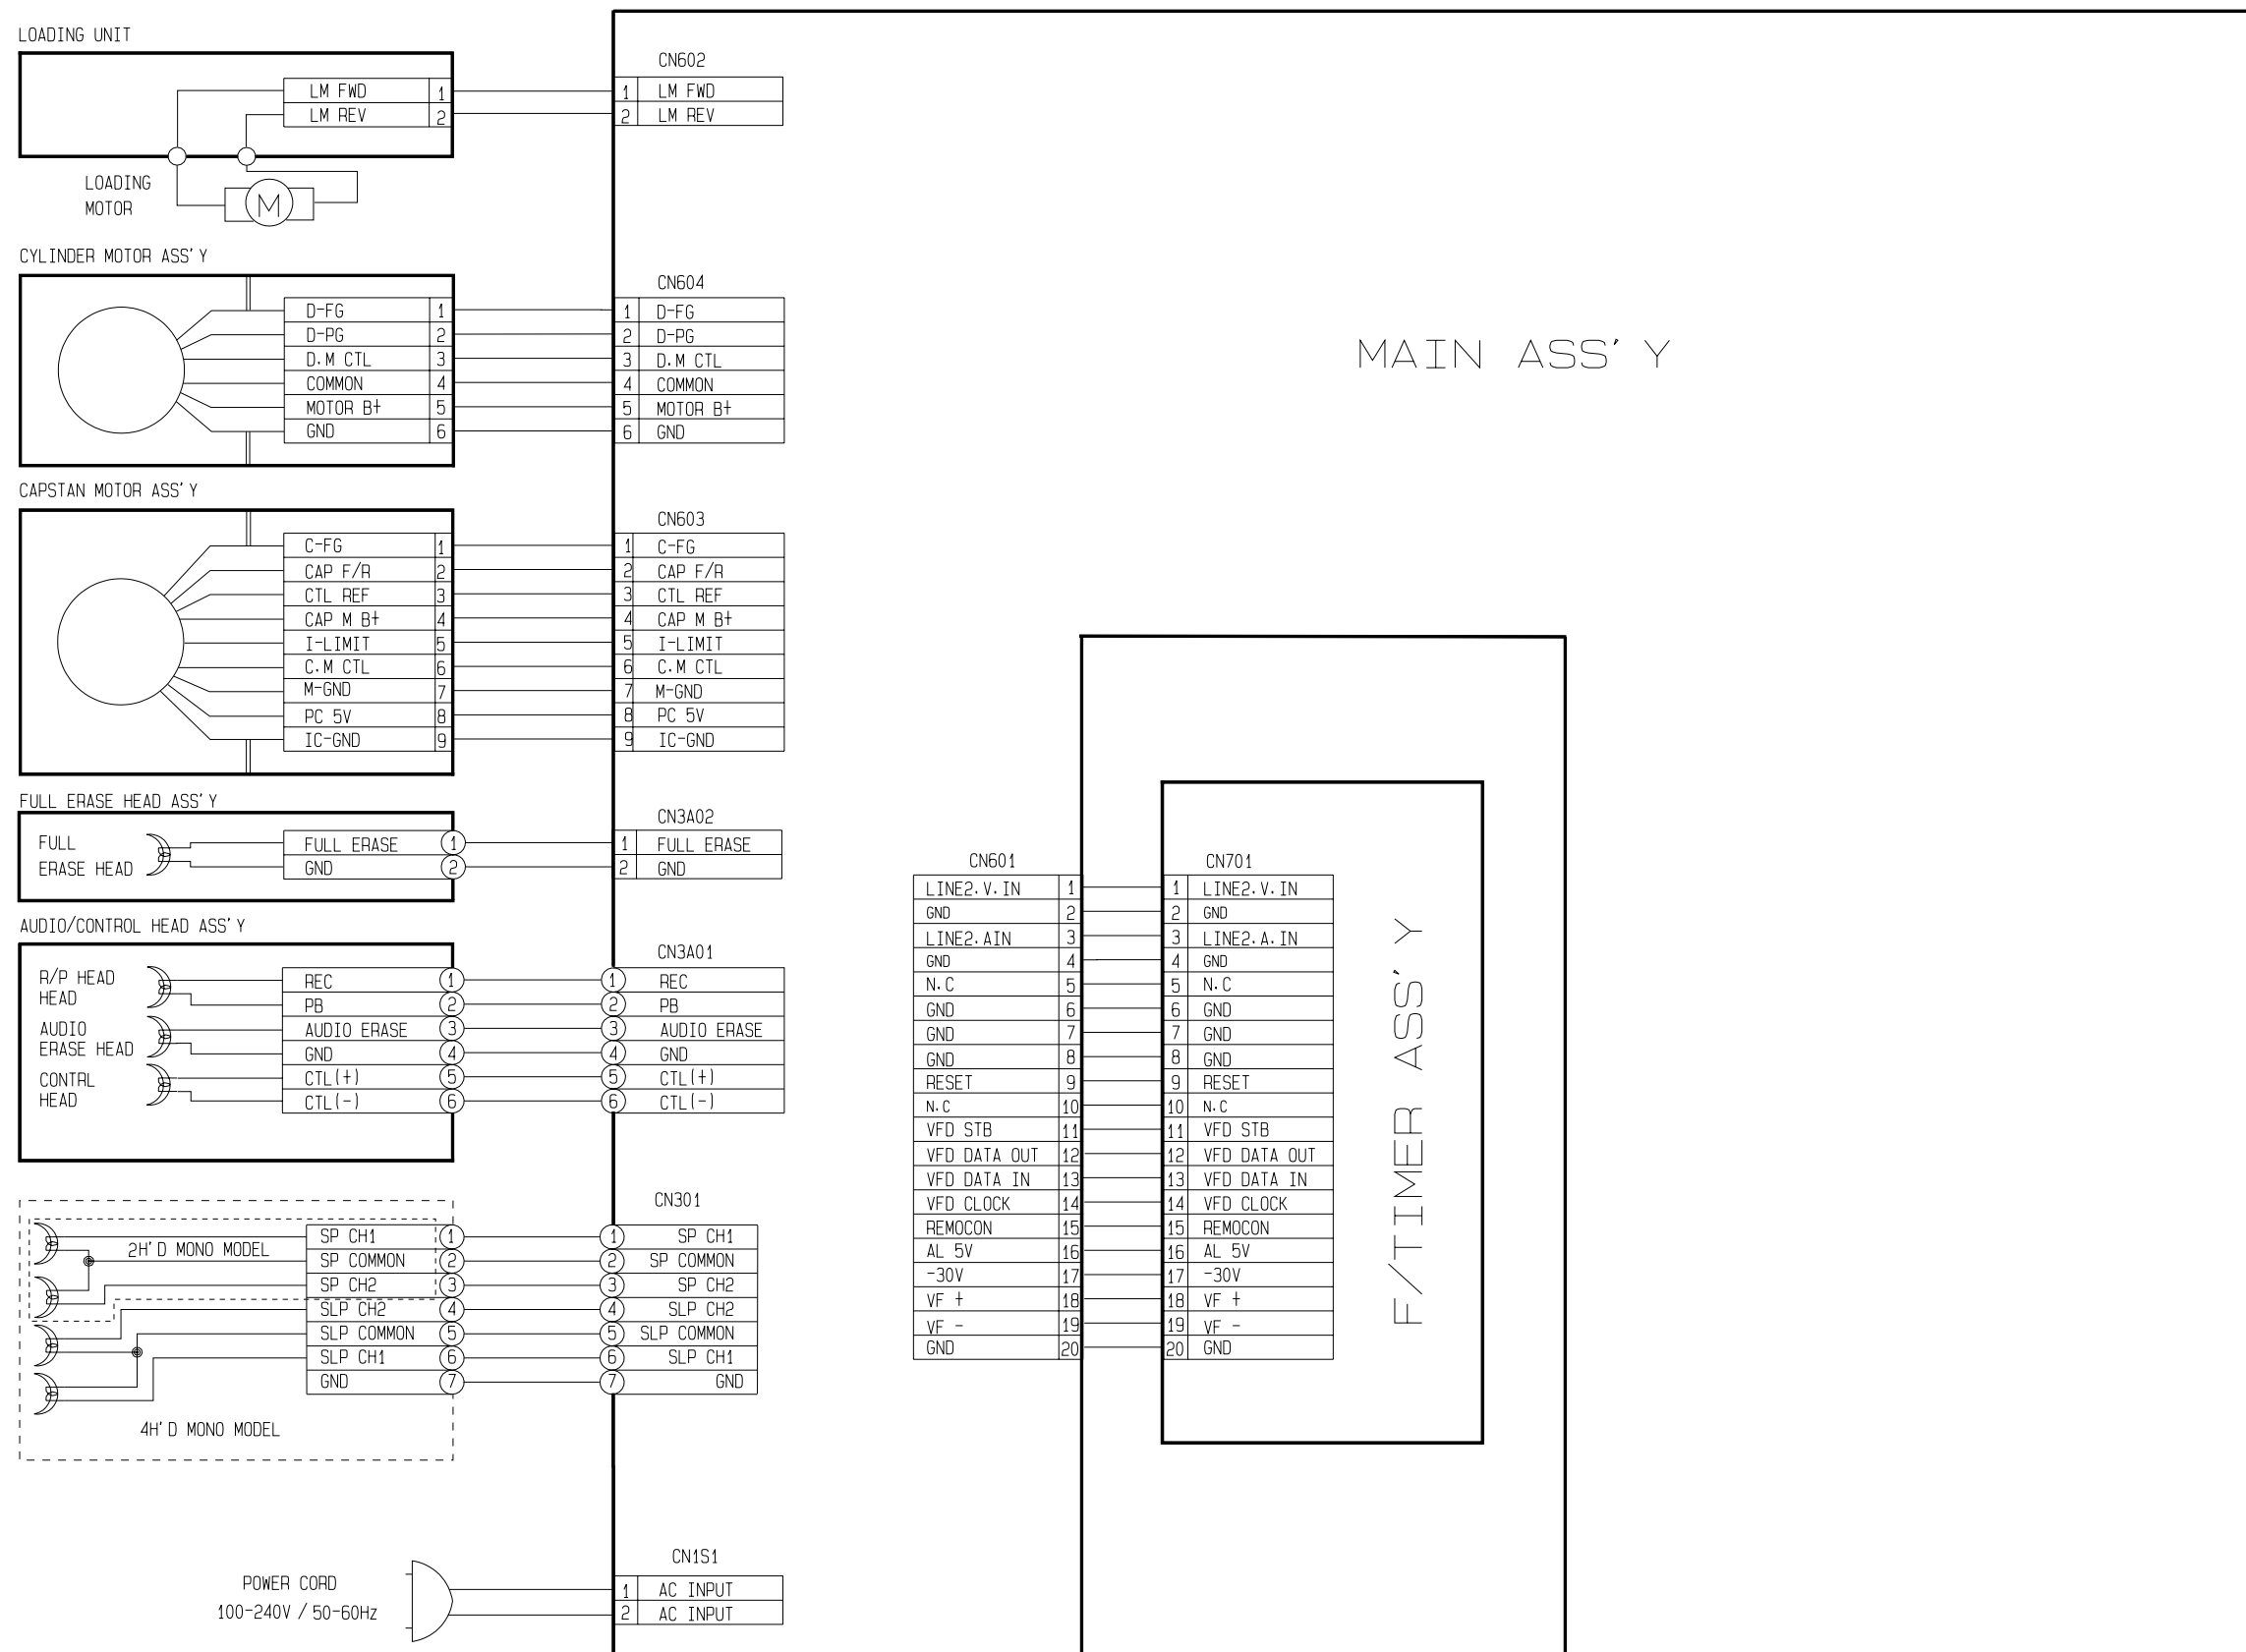 LOADING UNIT
LM FWD 1
LM REV 2
LOADING
MOTOR
M
CN602
1 LM FWD
2 LM REV
CYLINDER MOTOR ASS'Y
D-FG 1
D-PG 2
D.M CTL 3
COMMON 4
MOTOR B+ 5
GND 6
CN604
1 D-FG
2 D-PG
3 D.M CTL
4 COMMON
5 MOTOR B+
6 GND
MAIN ASS'Y
CAPSTAN MOTOR ASS'Y
C-FG 1
CAP F/R 2
CTL REF 3
CAP M B+ 4
I-LIMIT 5
C.M CTL 6
M-GND 7
PC 5V 8
IC-GND 9
CN603
1 C-FG
2 CAP F/R
3 CTL REF
4 CAP M B+
5 I-LIMIT
6 C.M CTL
7 M-GND
8 PC 5V
9 IC-GND
FULL ERASE HEAD ASS'Y
FULL
ERASE HEAD
FULL ERASE 1
GND 2
CN3A02
1 FULL ERASE
2 GND
AUDIO/CONTROL HEAD ASS'Y
R/P HEAD
HEAD
AUDIO
ERASE HEAD
CONTRL
HEAD
REC 1
PB 2
AUDIO ERASE 3
GND 4
CTL(+) 5
CTL(-) 6
CN3A01
1 REC
2 PB
3 AUDIO ERASE
4 GND
5 CTL(+)
6 CTL(-)
2H'D MONO MODEL
4H'D MONO MODEL
SP CH1 1
SP COMMON 2
SP CH2 3
SLP CH2 4
SLP COMMON 5
SLP CH1 6
GND 7
CN301
1 SP CH1
2 SP COMMON
3 SP CH2
4 SLP CH2
5 SLP COMMON
6 SLP CH1
7 GND
POWER CORD
100-240V / 50-60Hz
CN1S1
1 AC INPUT
2 AC INPUT
CN601
LINE2.V.IN 1
GND 2
LINE2.AIN 3
GND 4
N.C 5
GND 6
GND 7
GND 8
RESET 9
N.C 10
VFD STB 11
VFD DATA OUT 12
VFD DATA IN 13
VFD CLOCK 14
REMOCON 15
AL 5V 16
-30V 17
VF + 18
VF - 19
GND 20
CN701
1 LINE2.V.IN
2 GND
3 LINE2.A.IN
4 GND
5 N.C
6 GND
7 GND
8 GND
9 RESET
10 N.C
11 VFD STB
12 VFD DATA OUT
13 VFD DATA IN
14 VFD CLOCK
15 REMOCON
16 AL 5V
17 -30V
18 VF +
19 VF -
20 GND
F/TIMER ASS'Y